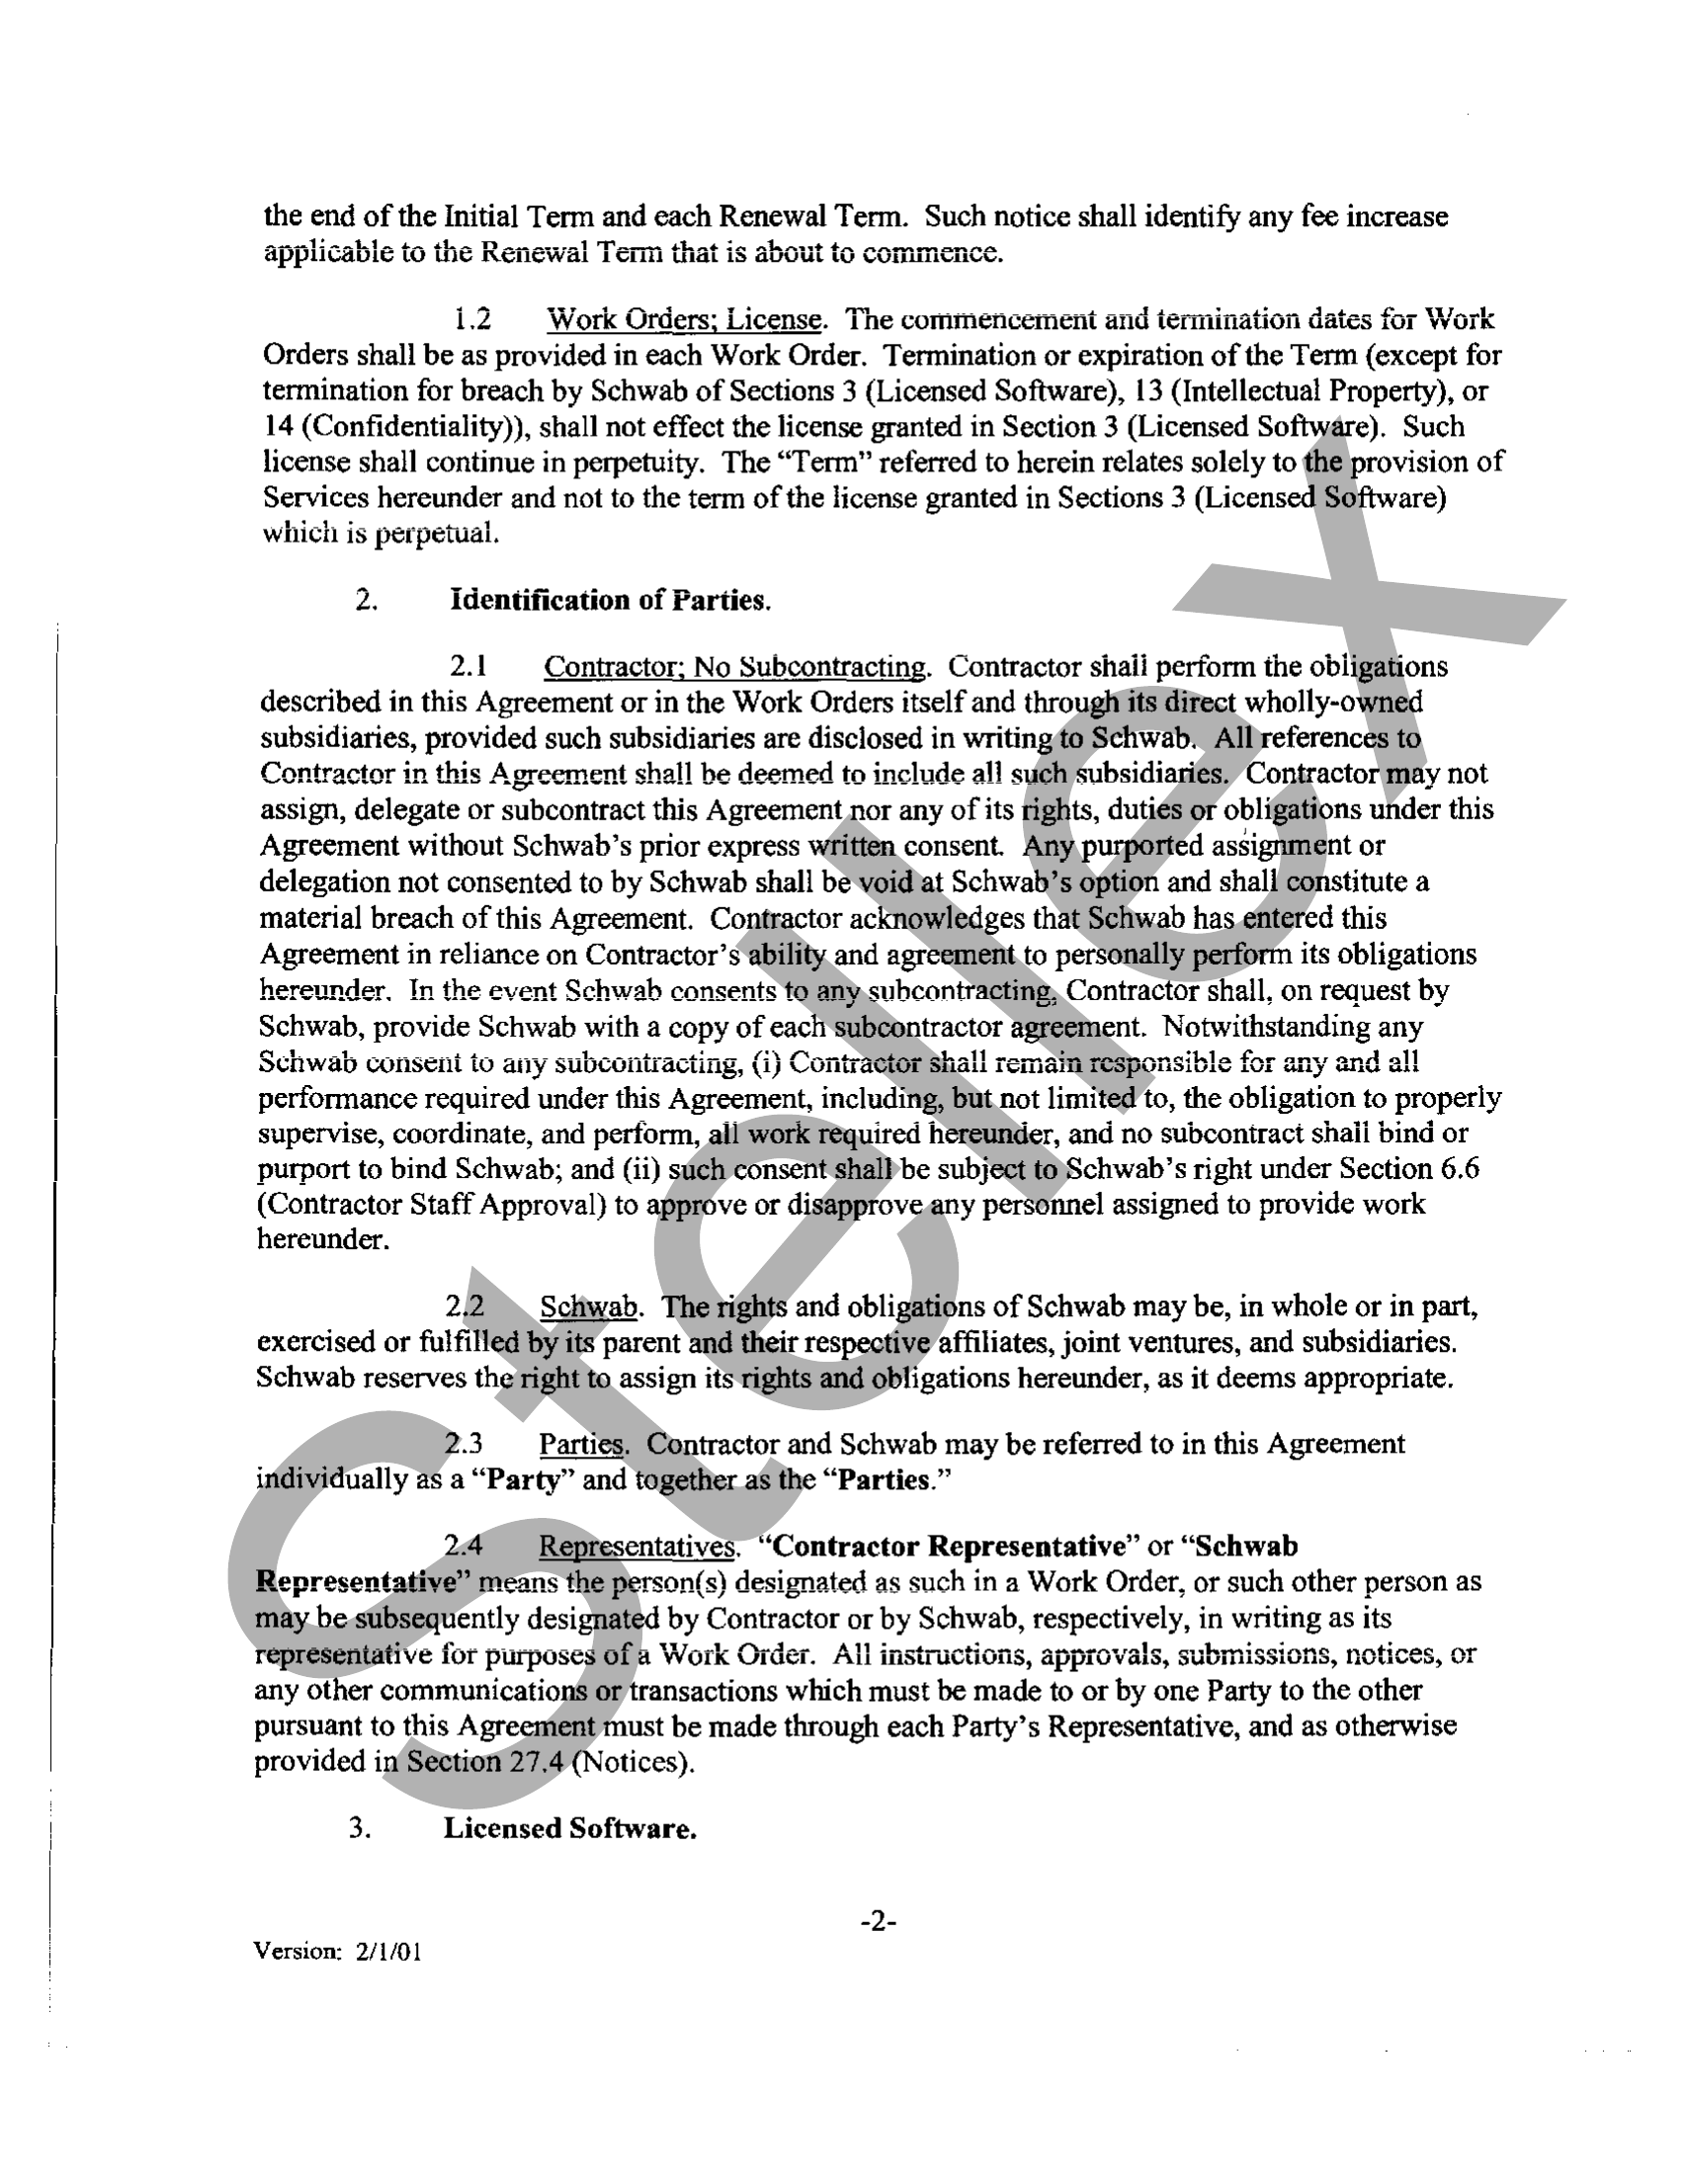 the end of the Initial Term and each Renewal Term. Such notice shall identify any fee increase
applicable to the Renewal Term that is about to commence.
1.2 Work Orders; License. The commencement and termination dates for Work
Orders shall be as provided in each Work Order. Termination or expiration of the Term (except for
termination for breach by Schwab of Sections 3 (Licensed Software), 13 (Intellectual Property), or
14 (Confidentiality)), shall not effect the license granted in Section 3 (Licensed Software). Such
license shall continue in perpetuity. The “Term” referred to herein relates solely to the provision of
Services hereunder and not to the term of the license granted in Sections 3 (Licensed Software)
which is perpetual.
2. Identification of Parties.
2.1 Contractor; No Subcontracting. Contractor shall perform the obligations
described in this Agreement or in the Work Orders itself and through its direct wholly-owned
subsidiaries, provided such subsidiaries are disclosed in writing to Schwab. All references to
Contractor in this Agreement shall be deemed to include all such subsidiaries. Contractor may not
assign, delegate or subcontract this Agreement nor any of its rights, duties or obligations under this
Agreement without Schwab’s prior express written consent. Any purported assignment or
delegation not consented to by Schwab shall be void at Schwab’s option and shall constitute a
material breach of this Agreement. Contractor acknowledges that Schwab has entered this
Agreement in reliance on Contractor’s ability and agreement to personally perform its obligations
hereunder. In the event Schwab consents to any subcontracting, Contractor shall, on request by
Schwab, provide Schwab with a copy of each subcontractor agreement. Notwithstanding any
Schwab consent to any subcontracting, (i) Contractor shall remain responsible for any and all
performance required under this Agreement, including, but not limited to, the obligation to properly
supervise, coordinate, and perform, all work required hereunder, and no subcontract shall bind or
purport to bind Schwab; and (ii) such consent shall be subject to Schwab’s right under Section 6.6
(Contractor Staff Approval) to approve or disapprove any personnel assigned to provide work
hereunder.
2.2 Schwab. The rights and obligations of Schwab may be, in whole or in part,
exercised or fulfilled by its parent and their respective affiliates, joint ventures, and subsidiaries.
Schwab reserves the right to assign its rights and obligations hereunder, as it deems appropriate.
2.3 Parties. Contractor and Schwab may be referred to in this Agreement
individually as a “Party” and together as the “Parties.”
2.4 Representatives. “Contractor Representative” or “Schwab
Representative” means the person(s) designated as such in a Work Order, or such other person as
may be subsequently designated by Contractor or by Schwab, respectively, in writing as its
representative for purposes of a Work Order. All instructions, approvals, submissions, notices, or
any other communications or transactions which must be made to or by one Party to the other
pursuant to this Agreement must be made through each Party’s Representative, and as otherwise
provided in Section 27.4 (Notices).
3. Licensed Software.
-2-
Version: 2/1/01
Stellex